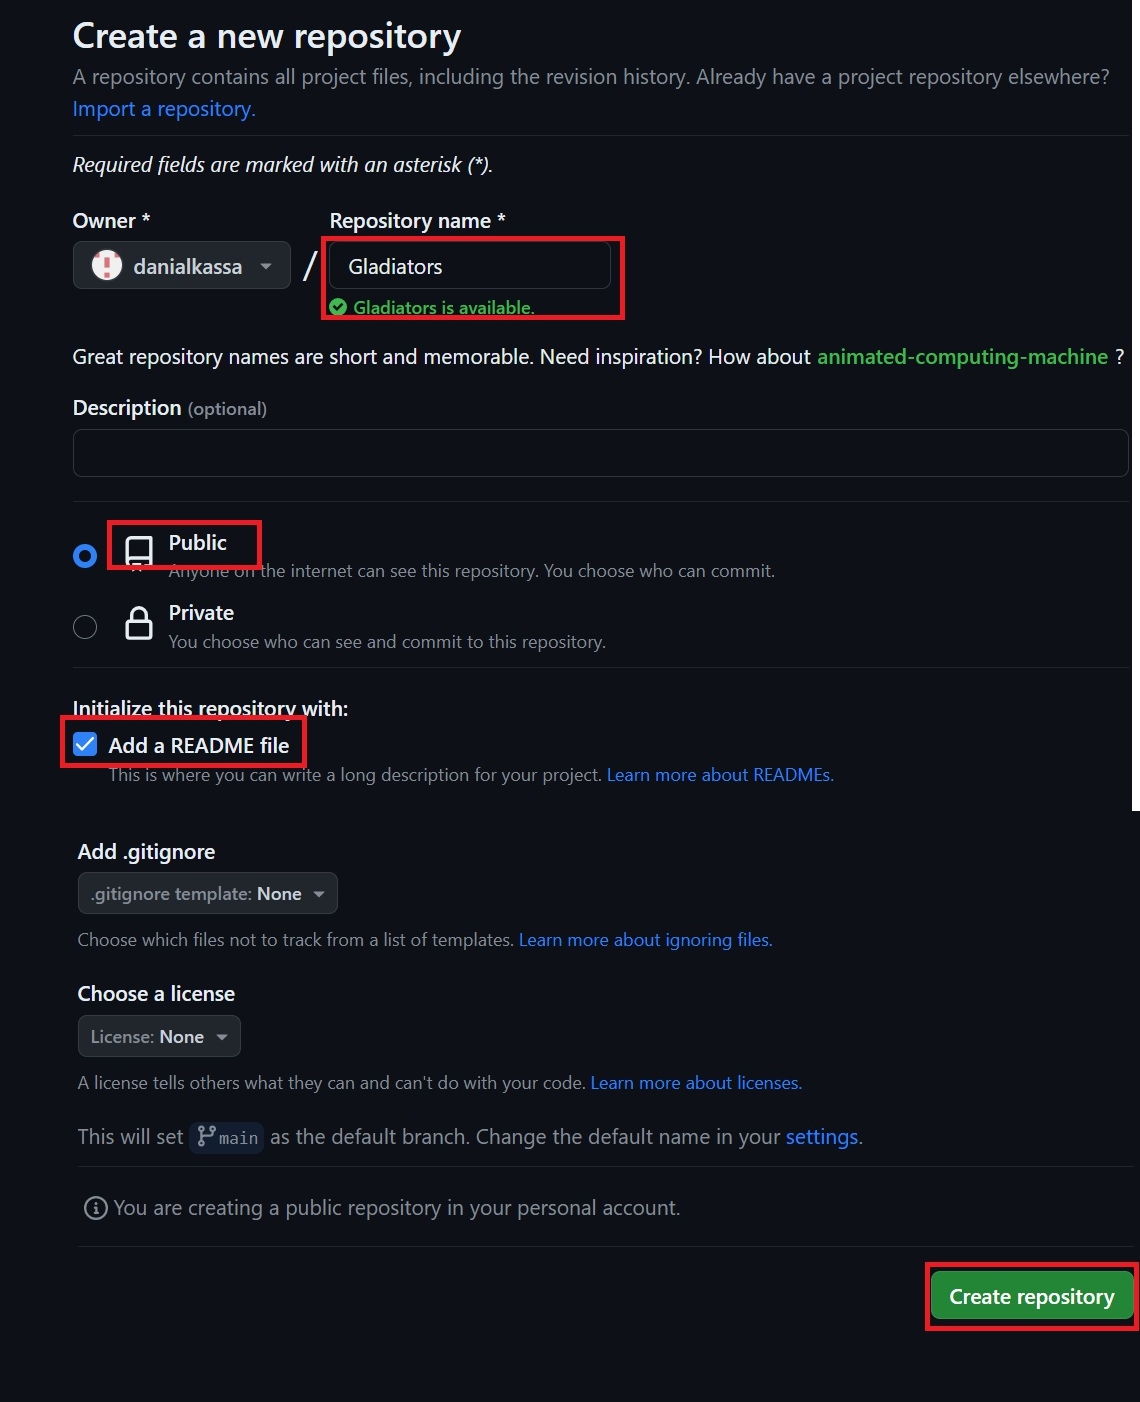 Create a new repository
A repository contains all project files, including the revision history. Already have a project repository elsewhere?
Import a repository.
Required fields are marked with an asterisk (*).
Owner *
Repository name *
danialkassa
/
Gladiators
Gladiators is available.
Great repository names are short and memorable. Need inspiration? How about animated-computing-machine ?
Description (optional)
Public
Anyone on the internet can see this repository. You choose who can commit.
Private
You choose who can see and commit to this repository.
Initialize this repository with:
Add a README file
This is where you can write a long description for your project. Learn more about READMEs.
Add .gitignore
.gitignore template: None
Choose which files not to track from a list of templates. Learn more about ignoring files.
Choose a license
License: None
A license tells others what they can and can't do with your code. Learn more about licenses.
This will set main as the default branch. Change the default name in your settings.
You are creating a public repository in your personal account.
Create repository